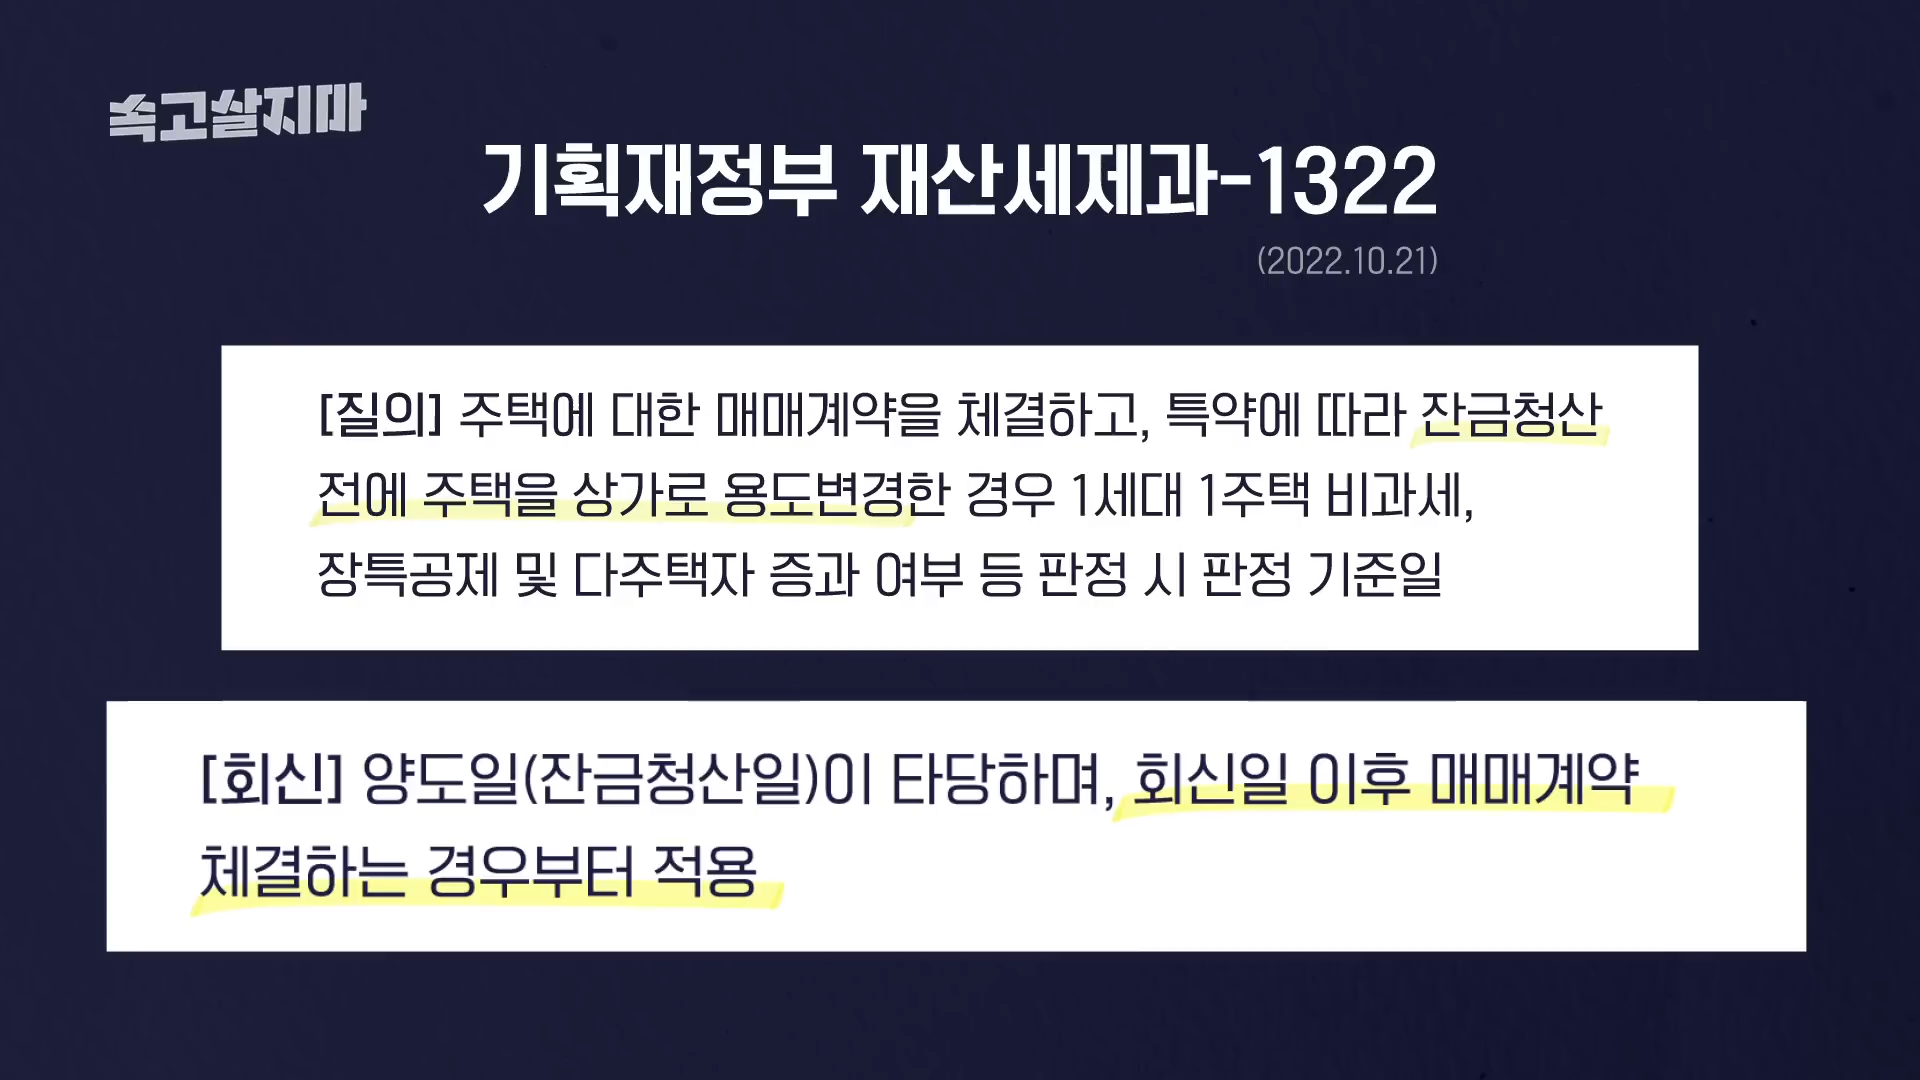 속고살지마
기획재정부 재산세제과-1322
(2022.10.21)
[질의] 주택에 대한 매매계약을 체결하고, 특약에 따라 잔금청산
전에 주택을 상가로 용도변경한 경우 1세대 1주택 비과세,
장특공제 및 다주택자 증과 여부 등 판정 시 판정 기준일
[회신] 양도일(잔금청산일)이 타당하며, 회신일 이후 매매계약
체결하는 경우부터 적용